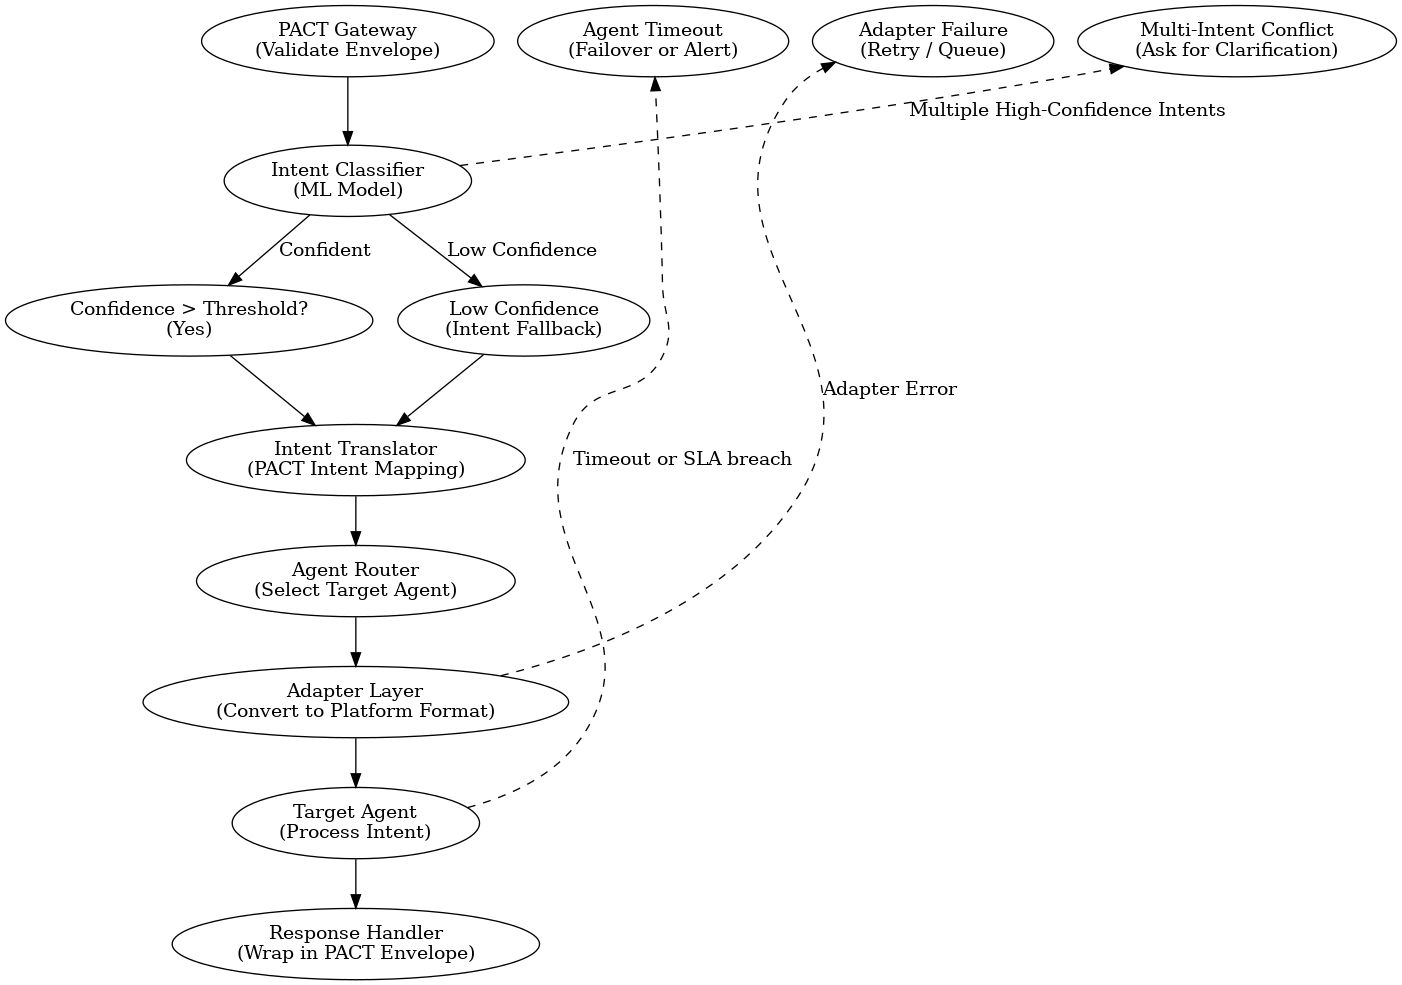 PACT Gateway
(Validate Envelope)
Agent Timeout
(Failover or Alert)
Adapter Failure
(Retry / Queue)
Multi-Intent Conflict
(Ask for Clarification)
Multiple High-Confidence Intents
Intent Classifier
(ML Model)
Confident
Low Confidence
Confidence > Threshold?
(Yes)
Low Confidence
(Intent Fallback)
Adapter Error
Intent Translator
(PACT Intent Mapping)
Timeout or SLA breach
Agent Router
(Select Target Agent)
Adapter Layer
(Convert to Platform Format)
Target Agent
(Process Intent)
Response Handler
(Wrap in PACT Envelope)